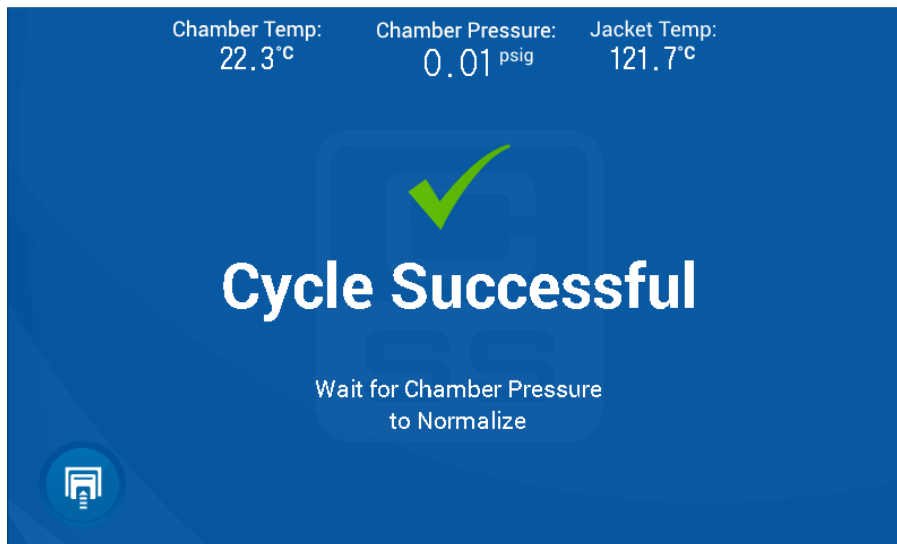 Chamber Temp:
22.3°C
Chamber Pressure:
0.01 psig
Jacket Temp:
121.7°C
Cycle Successful
CSS
Wait for Chamber Pressure
to Normalize